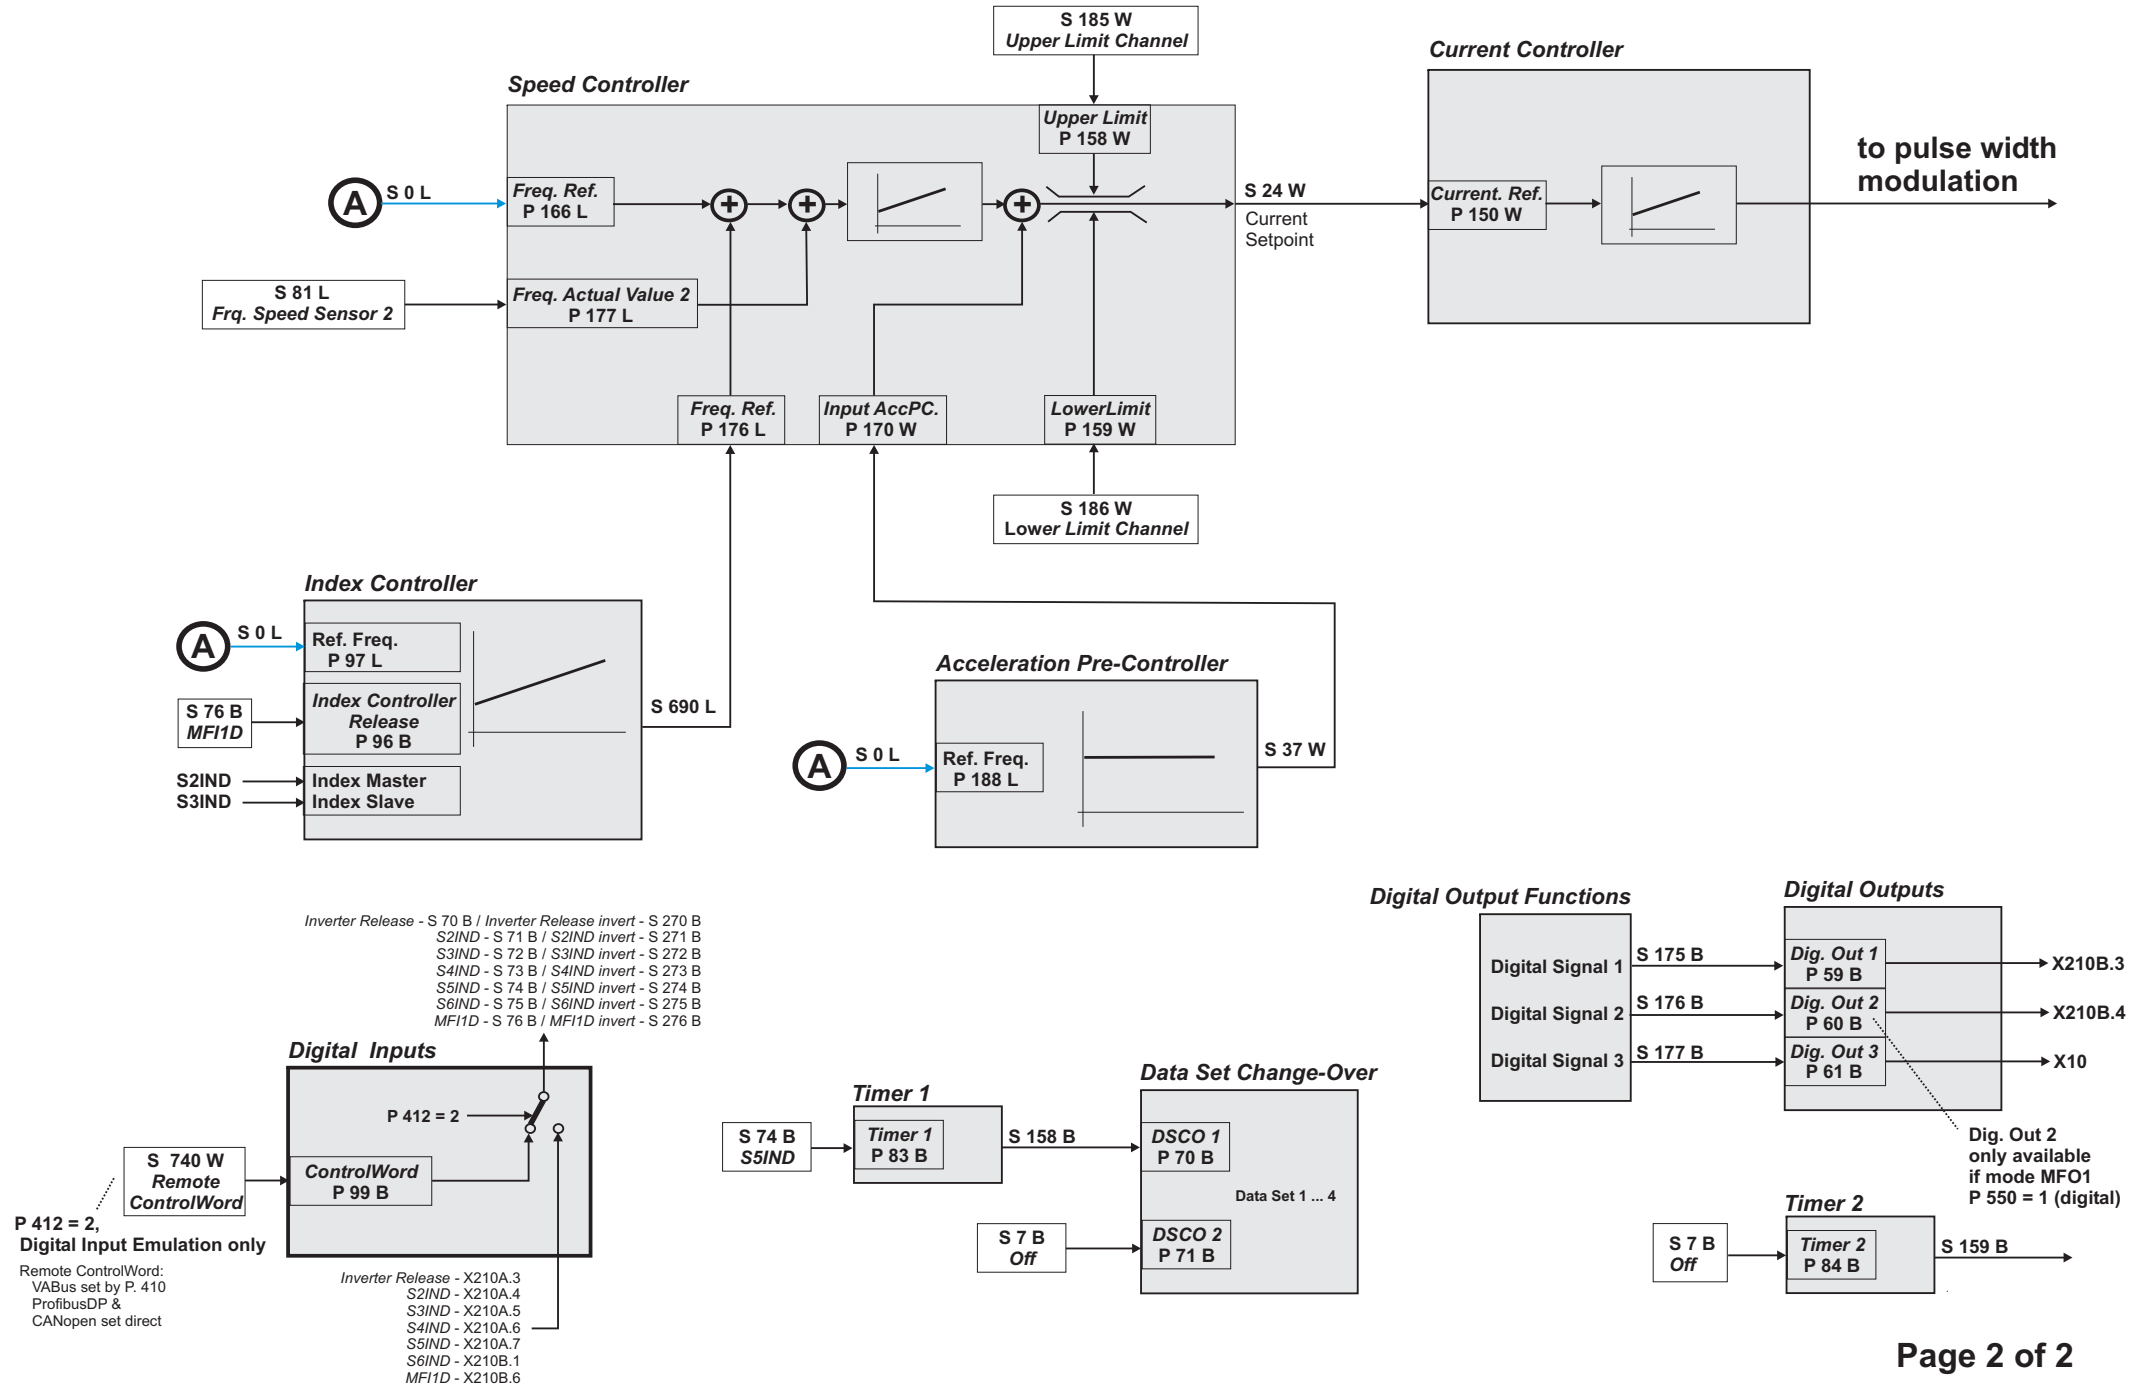 S 185 W
Upper Limit Channel
Current Controller
Speed Controller
Upper Limit
P 158 W
to pulse width
modulation
A
S 0 L
Freq. Ref.
P 166 L
+
+
+
S 24 W
Current
Setpoint
Current. Ref.
P 150 W
S 81 L
Frq. Speed Sensor 2
Freq. Actual Value 2
P 177 L
Freq. Ref.
P 176 L
Input AccPC.
P 170 W
LowerLimit
P 159 W
S 186 W
Lower Limit Channel
Index Controller
A
S 0 L
Ref. Freq.
P 97 L
S 76 B
MFI1D
Index Controller
Release
P 96 B
S 690 L
S2IND
Index Master
S3IND
Index Slave
Acceleration Pre-Controller
A
S 0 L
Ref. Freq.
P 188 L
S 37 W
Inverter Release - S 70 B / Inverter Release invert - S 270 B
S2IND - S 71 B / S2IND invert - S 271 B
S3IND - S 72 B / S3IND invert - S 272 B
S4IND - S 73 B / S4IND invert - S 273 B
S5IND - S 74 B / S5IND invert - S 274 B
S6IND - S 75 B / S6IND invert - S 275 B
MFI1D - S 76 B / MFI1D invert - S 276 B
Digital Inputs
P 412 = 2
S 740 W
Remote
ControlWord
ControlWord
P 99 B
P 412 = 2,
Digital Input Emulation only
Remote ControlWord:
VABus set by P. 410
ProfibusDP &
CANopen set direct
Inverter Release - X210A.3
S2IND - X210A.4
S3IND - X210A.5
S4IND - X210A.6
S5IND - X210A.7
S6IND - X210B.1
MFI1D - X210B.6
Timer 1
S 74 B
S5IND
Timer 1
P 83 B
S 158 B
Data Set Change-Over
DSCO 1
P 70 B
Data Set 1 ... 4
S 7 B
Off
DSCO 2
P 71 B
Digital Output Functions
Digital Signal 1
Digital Signal 2
Digital Signal 3
S 175 B
S 176 B
S 177 B
Digital Outputs
Dig. Out 1
P 59 B
Dig. Out 2
P 60 B
Dig. Out 3
P 61 B
X210B.3
X210B.4
X10
Dig. Out 2
only available
if mode MFO1
P 550 = 1 (digital)
Timer 2
S 7 B
Off
Timer 2
P 84 B
S 159 B
Page 2 of 2